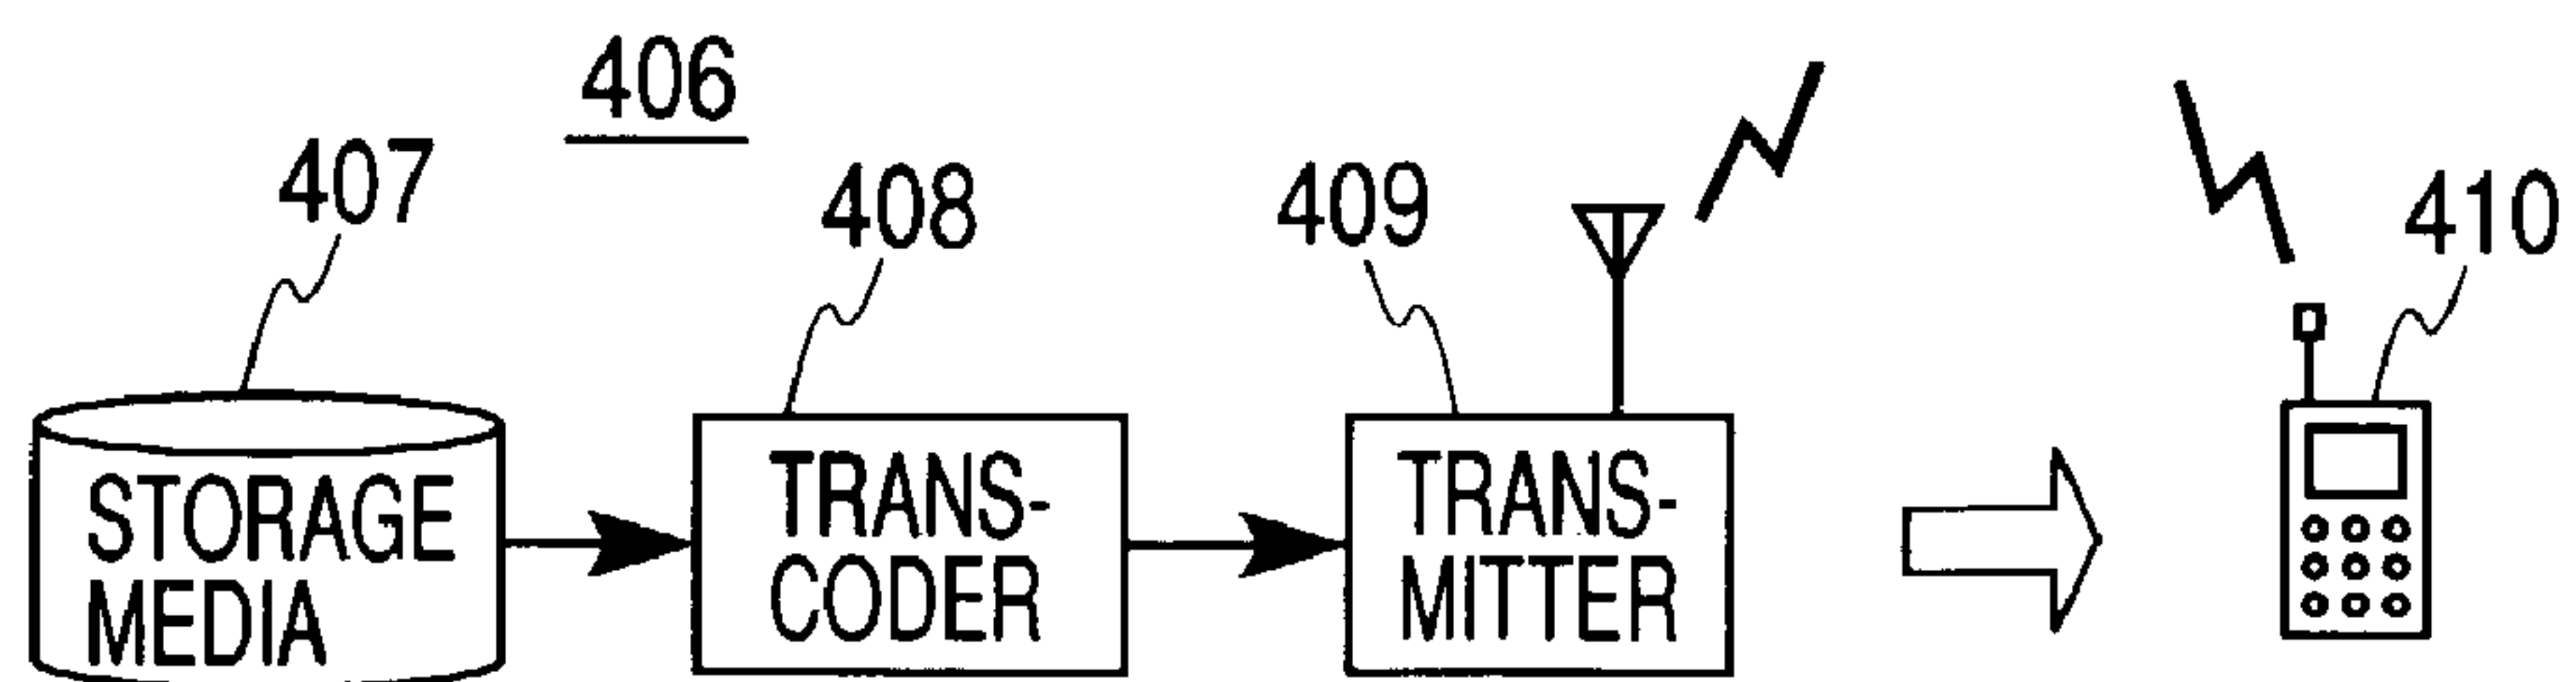 406
407
408
409
410
STORAGE
MEDIA
TRANS-
CODER
TRANS-
MITTER